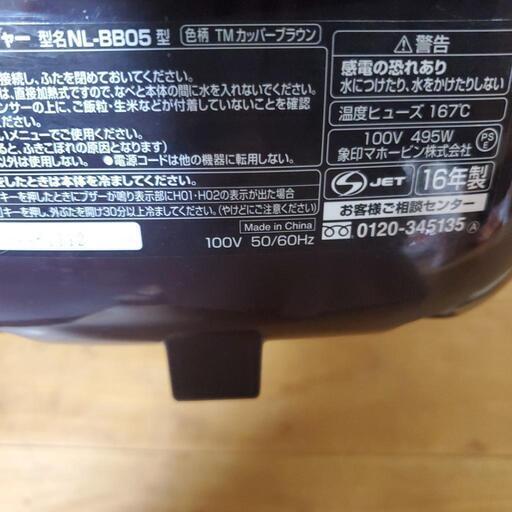 ャー 型名NL-BB05型 色柄 TMカッパーブラウン
接続し、ふたを閉めておいてください。
は、直接加熱式ですので、なべと本体の間に水を入れないでください。
ンサーの上に、ご飯粒・生米などが付着していないことを確認
いメニューでご使用ください。
ると、ふきこぼれの原因となります)
以外は使用しない。 ●電源コードは他の機器に転用しない。
をしたときは本体を冷ましてください。
を押したときにブザーが鳴り表示部にH01・H02の表示が出た場合
キーを押し、外ぶたを開け30分以上冷ましてください。(やけどにご注意ください)
Made in China
100V 50/60Hz
⚠警告
感電の恐れあり
水につけたり、水をかけたりしない
温度ヒューズ 167℃
100V 495W
PSE
象印マホービン株式会社
S JET 16年製
お客様ご相談センター
0120-345135 Ⓐ